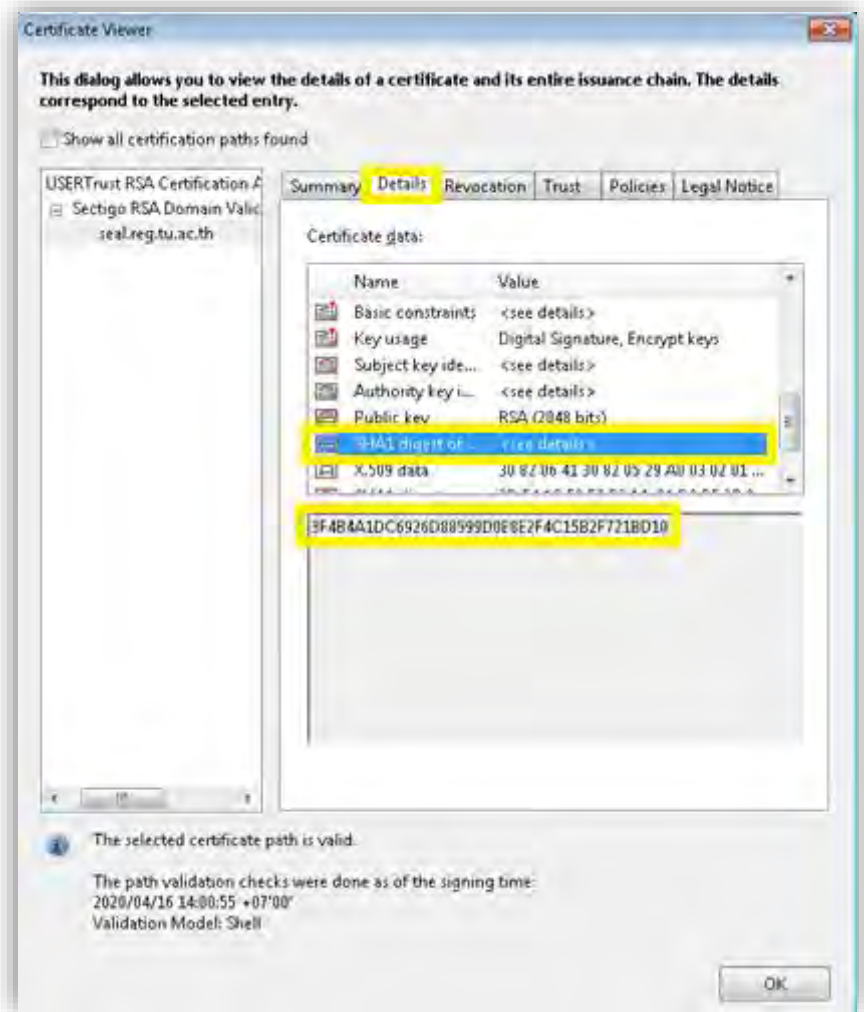 Certificate Viewer
This dialog allows you to view the details of a certificate and its entire issuance chain. The details
correspond to the selected entry.
Show all certification paths found
USERTrust RSA Certification A
Sectigo RSA Domain Valic
seal.reg.tu.ac.th
Summary Details Revocation Trust Policies Legal Notice
Certificate data:
Name Value
Basic constraints <see details>
Key usage Digital Signature, Encrypt keys
Subject key ide... <see details>
Authority key i... <see details>
Public key RSA (2048 bits)
SHA1 digest of ... <see details>
X.509 data 30 82 06 41 30 82 05 29 A0 03 02 01 ...
The selected certificate path is valid.
The path validation checks were done as of the signing time:
2020/04/16 14:00:55 +07'00'
Validation Model: Shell
OK